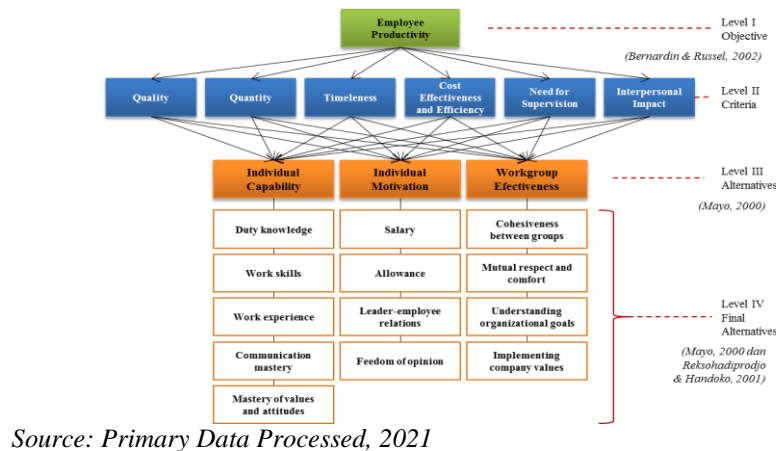 Employee
Productivity
Level I
Objective
(Bernardin & Russel, 2002)
Quality
Quantity
Timeleness
Cost
Effectiveness
and Efficiency
Need for
Supervision
Interpersonal
Impact
Level II
Criteria
Individual
Capability
Individual
Motivation
Workgroup
Efectiveness
Level III
Alternatives
(Mayo, 2000)
Duty knowledge
Salary
Cohesiveness
between groups
Work skills
Allowance
Mutual respect and
comfort
Work experience
Leader-employee
relations
Understanding
organizational goals
Communication
mastery
Feedom of opinion
Implementing
company values
Mastery of values
and attitudes
Level IV
Final
Alternatives
(Mayo, 2000 dan
Reksohadiprodjo
& Handoko, 2001)
Source: Primary Data Processed, 2021